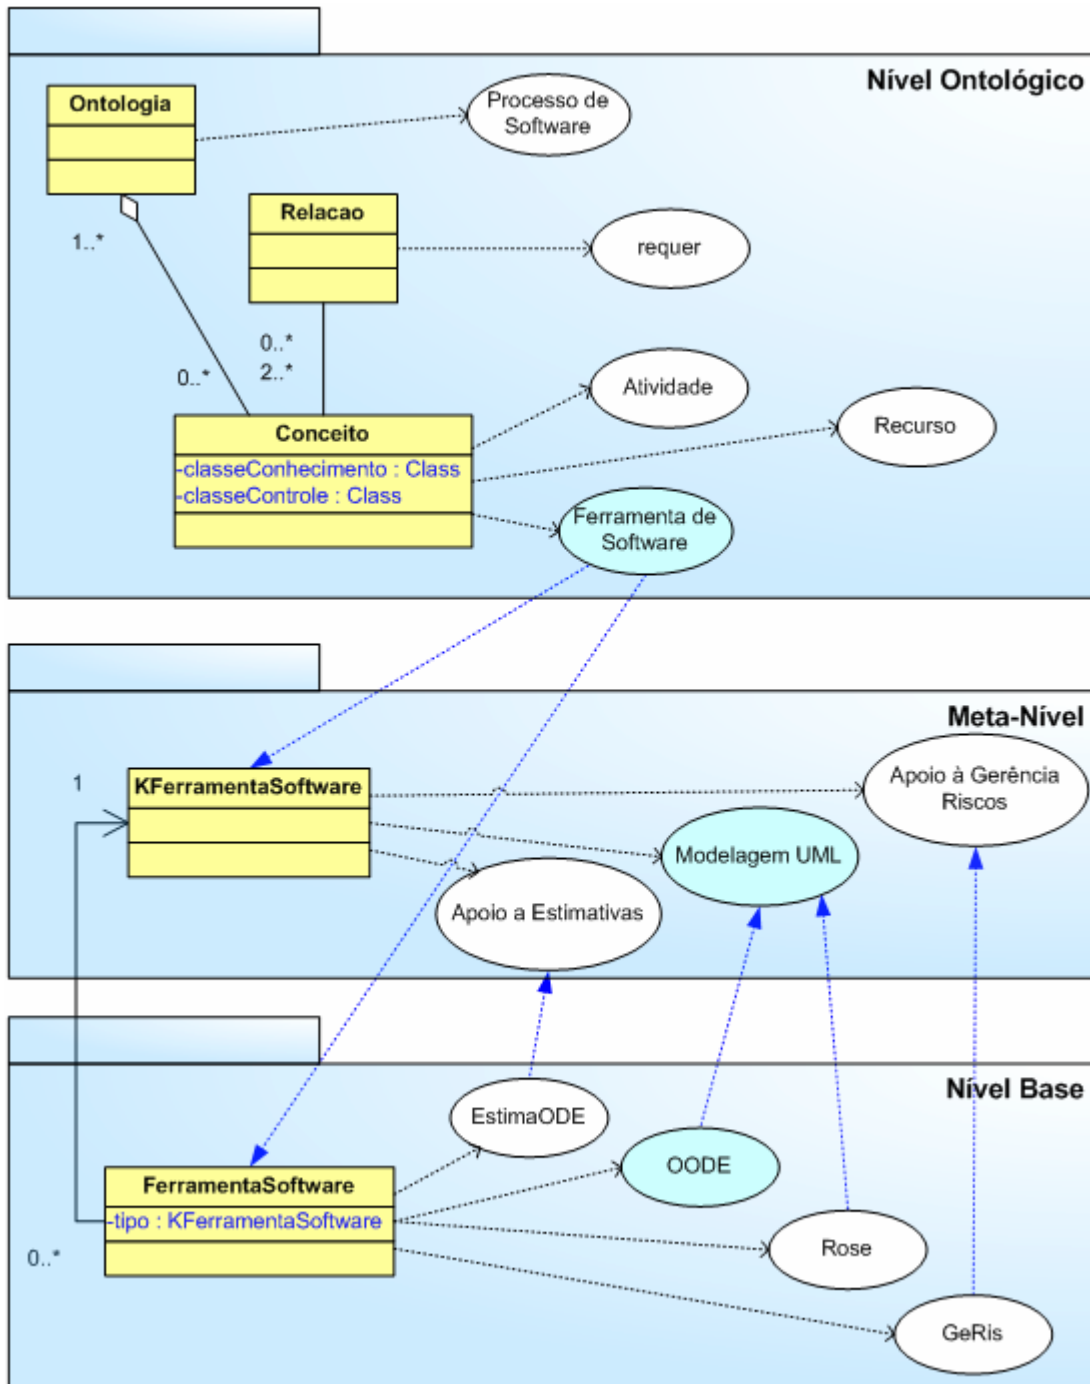 Nível Ontológico
Ontologia
Processo de
Software
1..*
Relacao
requer
0..*
2..*
0..*
Atividade
Conceito
-classeConhecimento : Class
-classeControle : Class
Recurso
Ferramenta de
Software
Meta-Nível
1
KFerramentaSoftware
Apoio à Gerência
Riscos
Modelagem UML
Apoio a Estimativas
Nível Base
EstimaODE
OODE
FerramentaSoftware
-tipo : KFerramentaSoftware
0..*
Rose
GeRis